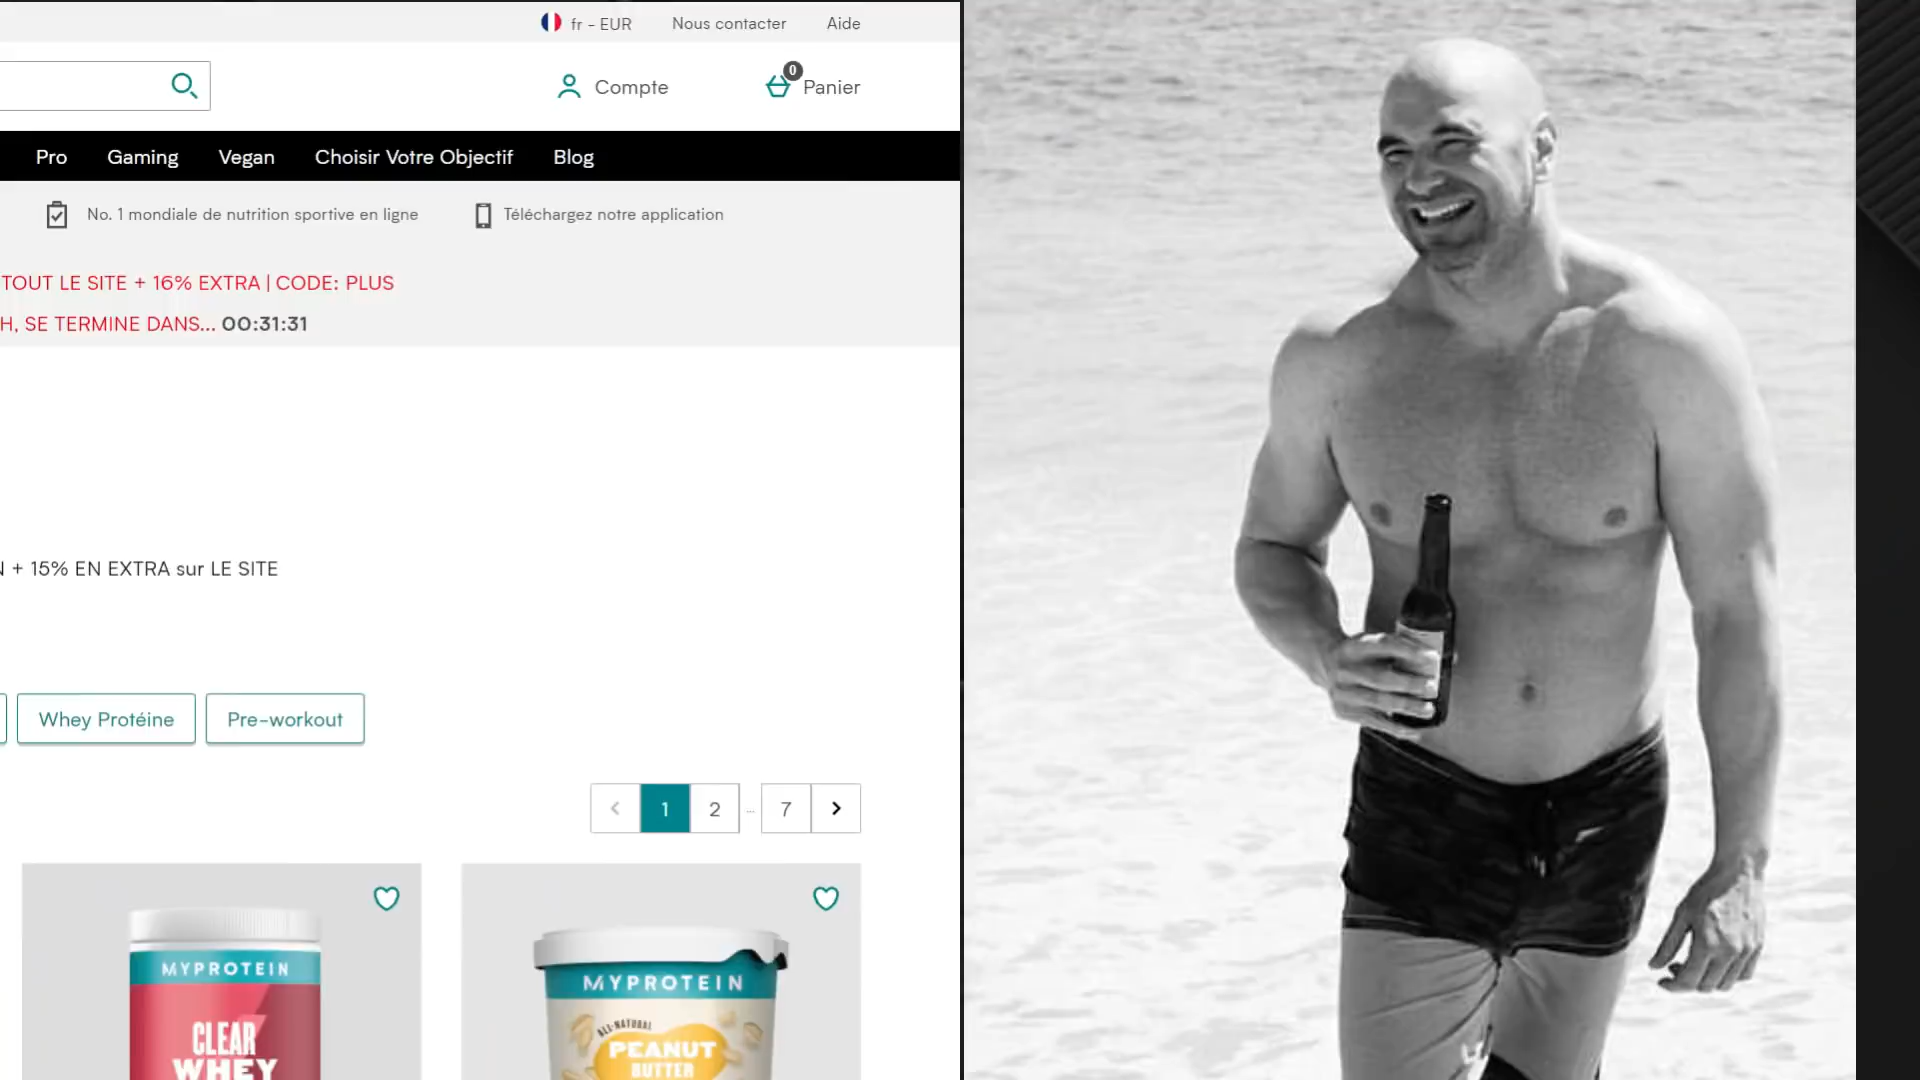 fr - EUR
Nous contacter
Aide
Compte
0
Panier
Pro
Gaming
Vegan
Choisir Votre Objectif
Blog
No. 1 mondiale de nutrition sportive en ligne
Téléchargez notre application
TOUT LE SITE + 16% EXTRA | CODE: PLUS
H, SE TERMINE DANS... 00:31:31
N + 15% EN EXTRA sur LE SITE
Whey Protéine
Pre-workout
1
2
...
7
MYPROTEIN
CLEAR
WHEY
MYPROTEIN
ALL-NATURAL
PEANUT
BUTTER